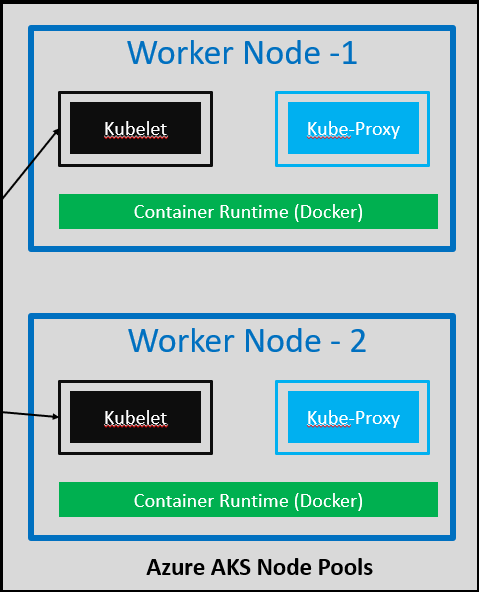 Worker Node -1
Kubelet
Kube-Proxy
Container Runtime (Docker)
Worker Node - 2
Kubelet
Kube-Proxy
Container Runtime (Docker)
Azure AKS Node Pools